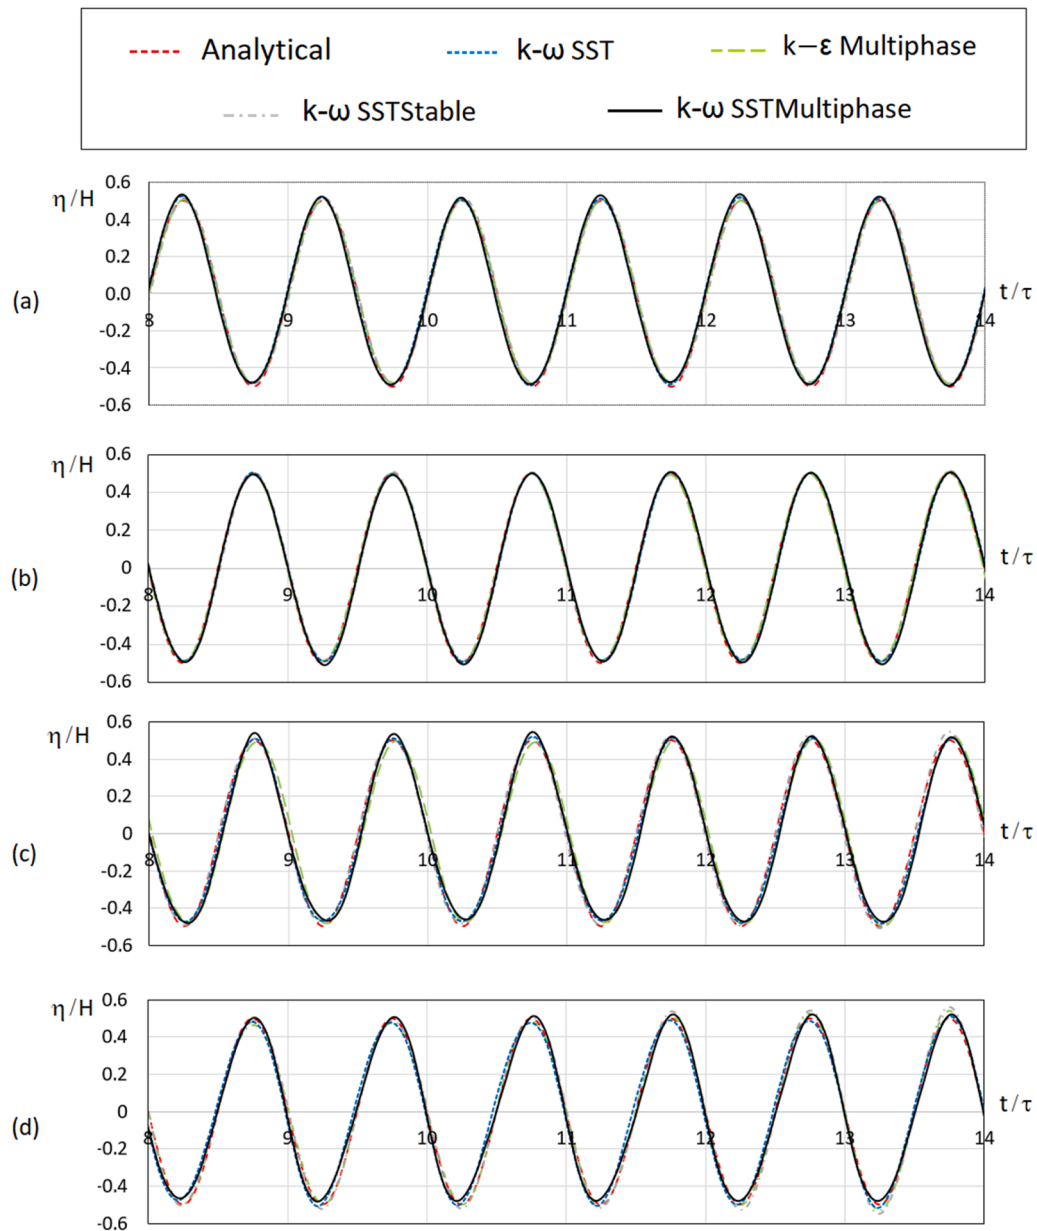 Analytical k-ω SST k−ε Multiphase
k-ω SSTStable k-ω SSTMultiphase
(a)
η/H
0.6
0.4
0.2
0.0
-0.2
-0.4
-0.6
8 9 10 11 12 13 14
t/τ
(b)
η/H
0.6
0.4
0.2
0
-0.2
-0.4
-0.6
8 9 10 11 12 13 14
t/τ
(c)
η/H
0.6
0.4
0.2
0
-0.2
-0.4
-0.6
8 9 10 11 12 13 14
t/τ
(d)
η/H
0.6
0.4
0.2
0
-0.2
-0.4
-0.6
8 9 10 11 12 13 14
t/τ